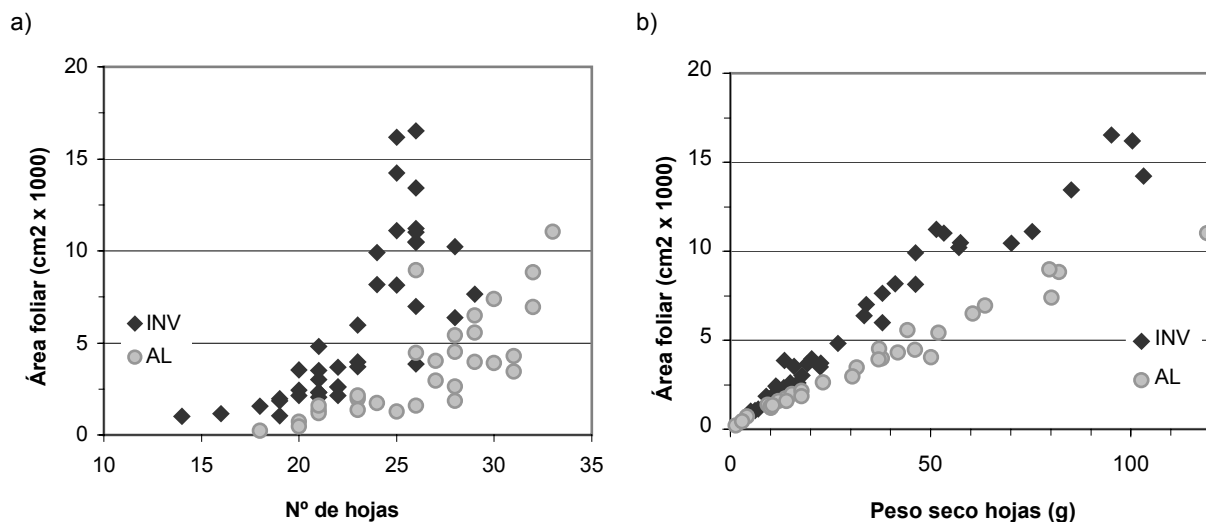 a)
20
15
10
5
0
10
15
20
25
30
35
Área foliar (cm2 x 1000)
INV
AL
Nº de hojas
b)
20
15
10
5
0
0
50
100
Área foliar (cm2 x 1000)
INV
AL
Peso seco hojas (g)